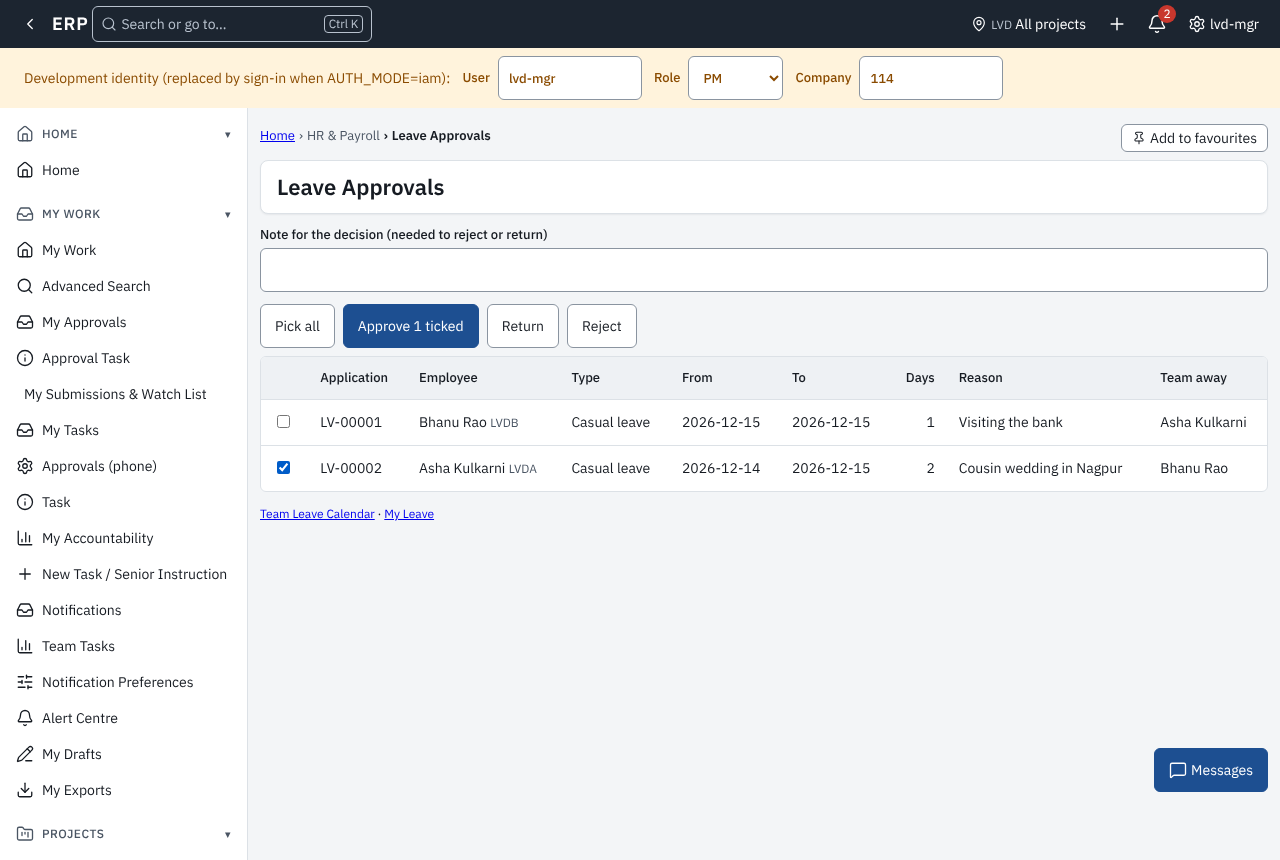 ERP
Search or go to...
Ctrl K
LVD All projects
2
lvd-mgr
Development identity (replaced by sign-in when AUTH_MODE=iam):
User
lvd-mgr
Role
PM
Company
114
HOME
Home
MY WORK
My Work
Advanced Search
My Approvals
Approval Task
My Submissions & Watch List
My Tasks
Approvals (phone)
Task
My Accountability
New Task / Senior Instruction
Notifications
Team Tasks
Notification Preferences
Alert Centre
My Drafts
My Exports
PROJECTS
Home › HR & Payroll › Leave Approvals
Add to favourites
Leave Approvals
Note for the decision (needed to reject or return)
Pick all
Approve 1 ticked
Return
Reject
Application Employee Type From To Days Reason Team away
LV-00001 Bhanu Rao LVDB Casual leave 2026-12-15 2026-12-15 1 Visiting the bank Asha Kulkarni
LV-00002 Asha Kulkarni LVDA Casual leave 2026-12-14 2026-12-15 2 Cousin wedding in Nagpur Bhanu Rao
Team Leave Calendar · My Leave
Messages